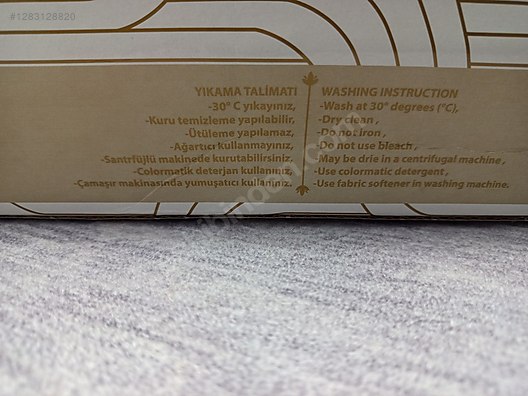 #1283128820
YIKAMA TALİMATI
-30° C yıkayınız,
-Kuru temizleme yapılabilir,
-Ütüleme yapılamaz,
-Ağartıcı kullanmayınız,
-Santrfüjlü makinede kurutabilirsiniz,
-Colormatik deterjan kullanınız,
-Çamaşır makinasında yumuşatıcı kullanınız,
WASHING INSTRUCTION
-Wash at 30° degrees (°C),
-Dry clean ,
-Do not iron ,
-Do not use bleach ,
May be drie in a centrifugal machine ,
-Use colormatic detergent ,
-Use fabric softener in washing machine,